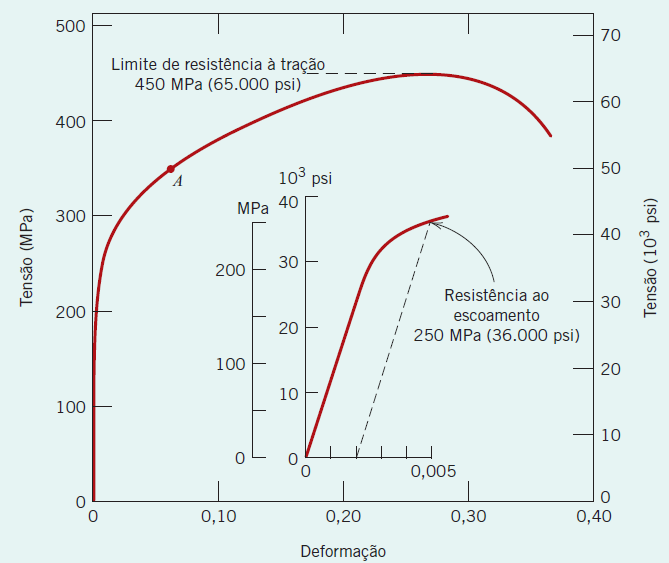 500
400
300
200
100
0
Tensão (MPa)
Limite de resistência à tração
450 MPa (65.000 psi)
A
10³ psi
MPa
40
30
20
10
0
200
100
0
0
0,005
Resistência ao
escoamento
250 MPa (36.000 psi)
70
60
50
40
30
20
10
0
Tensão (10³ psi)
0
0,10
0,20
0,30
0,40
Deformação